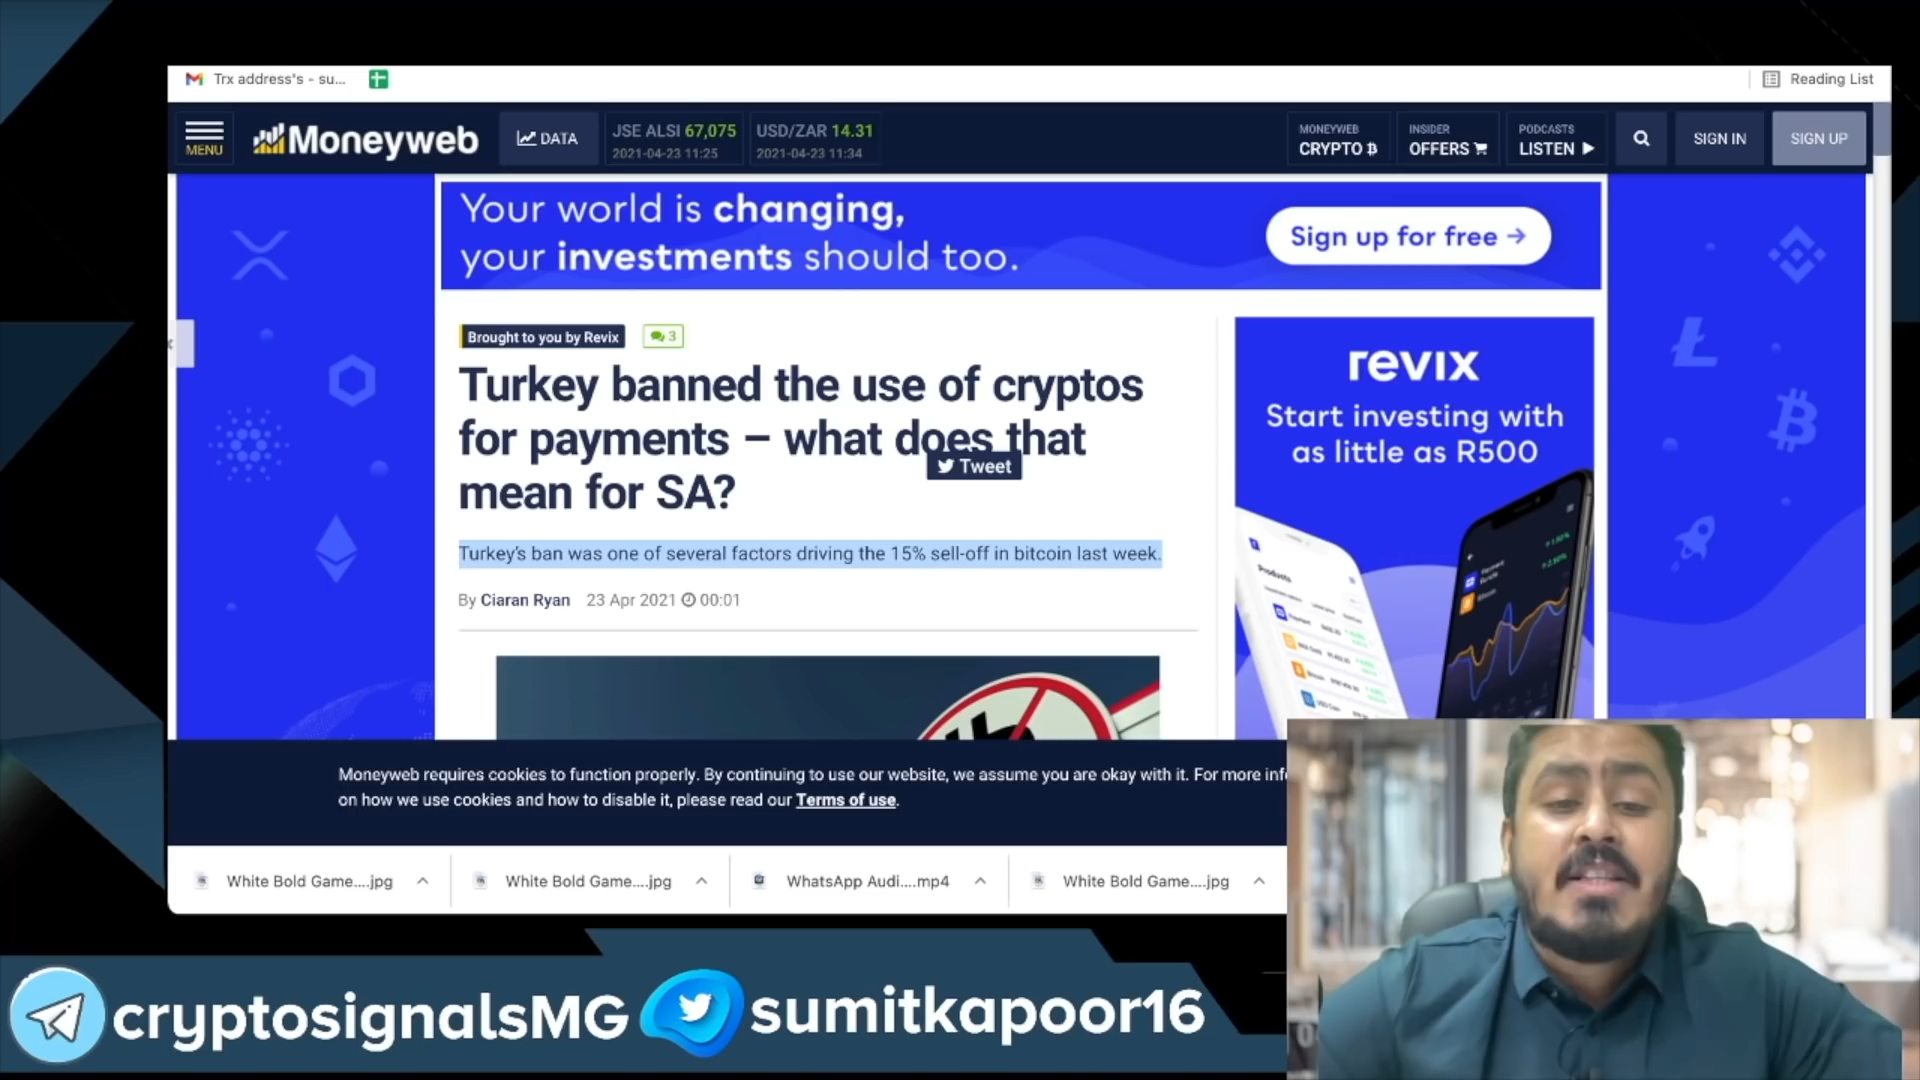 Trx address's - su...
Reading List
MENU
Moneyweb
DATA
JSE ALSI 67,075
2021-04-23 11:25
USD/ZAR 14.31
2021-04-23 11:34
MONEYWEB
CRYPTO
INSIDER
OFFERS
PODCASTS
LISTEN
SIGN IN
SIGN UP
Your world is changing,
your investments should too.
Sign up for free →
Brought to you by Revix
3
Turkey banned the use of cryptos
for payments – what does that
mean for SA?
Tweet
Turkey's ban was one of several factors driving the 15% sell-off in bitcoin last week.
By Ciaran Ryan 23 Apr 2021 00:01
revix
Start investing with
as little as R500
Products
Moneyweb requires cookies to function properly. By continuing to use our website, we assume you are okay with it. For more
on how we use cookies and how to disable it, please read our Terms of use.
White Bold Game....jpg
White Bold Game....jpg
WhatsApp Audi....mp4
White Bold Game....jpg
cryptosignalsMG
sumitkapoor16